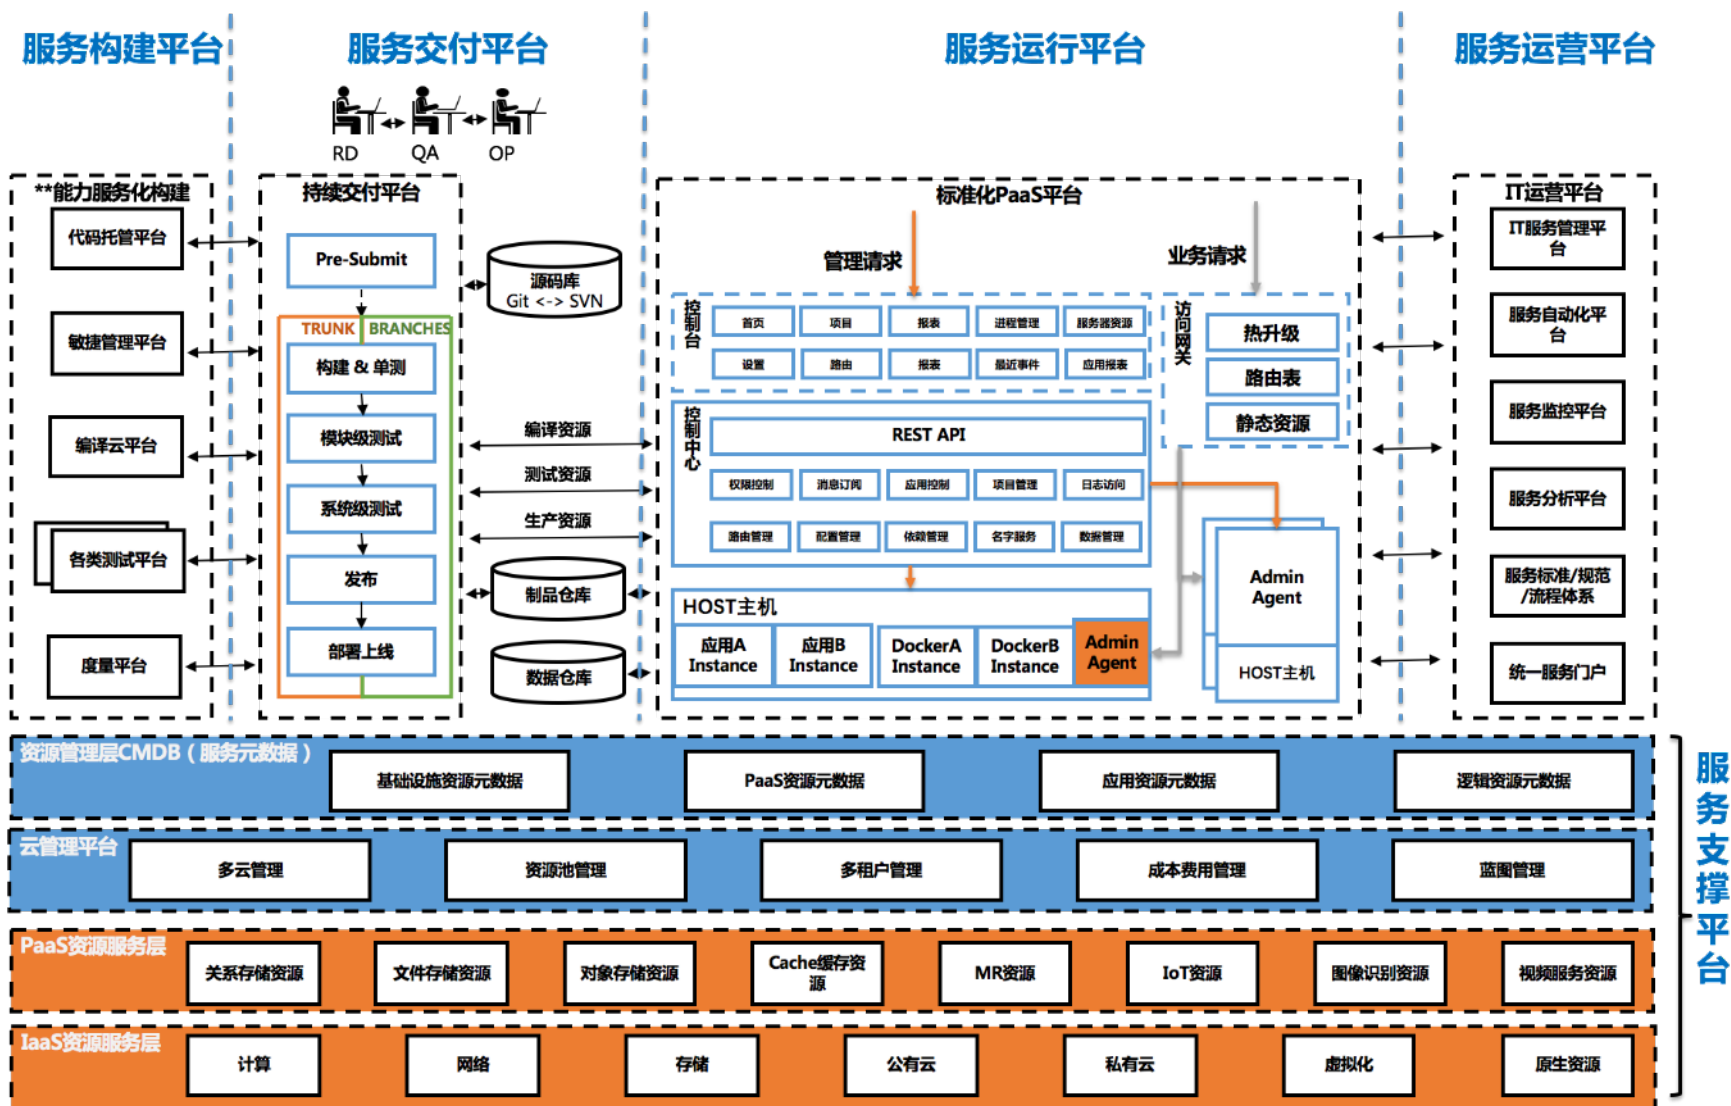 服务构建平台
服务交付平台
服务运行平台
服务运营平台
RD
QA
OP
**能力服务化构建
代码托管平台
敏捷管理平台
编译云平台
各类测试平台
度量平台
持续交付平台
Pre-Submit
TRUNK
BRANCHES
构建 & 单测
模块级测试
系统级测试
发布
部署上线
源码库
Git <-> SVN
编译资源
测试资源
生产资源
制品仓库
数据仓库
标准化PaaS平台
管理请求
业务请求
控制台
首页
项目
报表
进程管理
服务器资源
设置
路由
报表
最近事件
应用报表
访问网关
热升级
路由表
静态资源
控制中心
REST API
权限控制
消息订阅
应用控制
项目管理
日志访问
路由管理
配置管理
依赖管理
名字服务
数据管理
HOST主机
应用A
Instance
应用B
Instance
DockerA
Instance
DockerB
Instance
Admin
Agent
Admin
Agent
HOST主机
IT运营平台
IT服务管理平
台
服务自动化平
台
服务监控平台
服务分析平台
服务标准/规范
/流程体系
统一服务门户
资源管理层CMDB（服务元数据）
基础设施资源元数据
PaaS资源元数据
应用资源元数据
逻辑资源元数据
云管理平台
多云管理
资源池管理
多租户管理
成本费用管理
蓝图管理
PaaS资源服务层
关系存储资源
文件存储资源
对象存储资源
Cache缓存资
源
MR资源
IoT资源
图像识别资源
视频服务资源
IaaS资源服务层
计算
网络
存储
公有云
私有云
虚拟化
原生资源
服务支撑平台